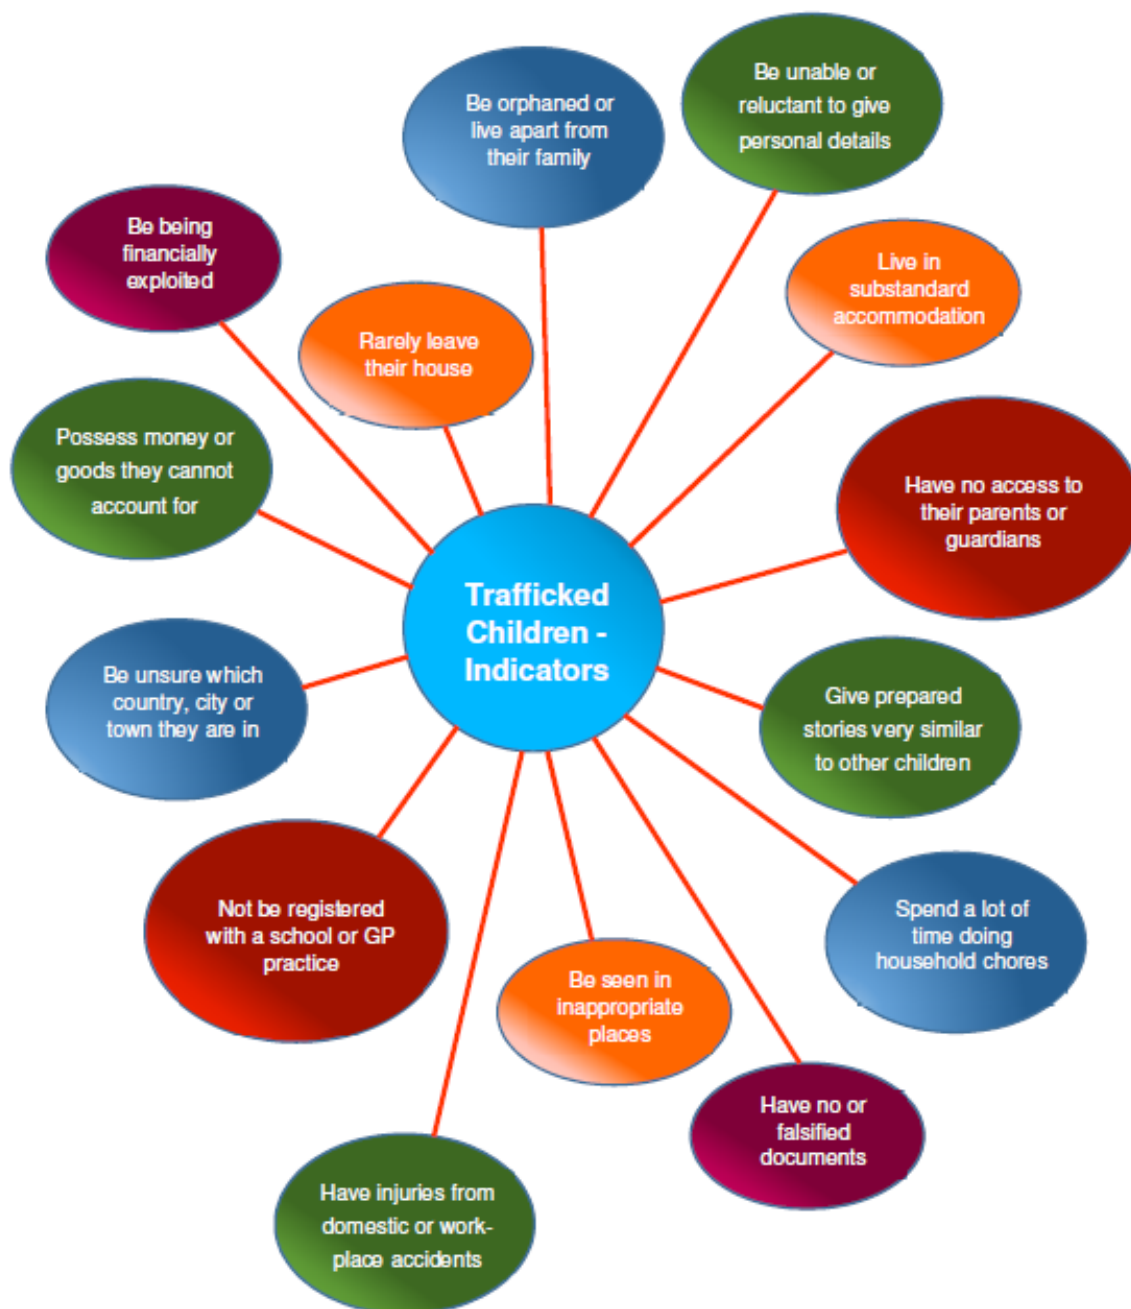 Be orphaned or
live apart from
their family
Be unable or
reluctant to give
personal details
Be being
financially
exploited
Live in
substandard
accommodation
Rarely leave
their house
Possess money or
goods they cannot
account for
Have no access to
their parents or
guardians
Trafficked
Children -
Indicators
Be unsure which
country, city or
town they are in
Give prepared
stories very similar
to other children
Not be registered
with a school or GP
practice
Spend a lot of
time doing
household chores
Be seen in
inappropriate
places
Have no or
falsified
documents
Have injuries from
domestic or work-
place accidents